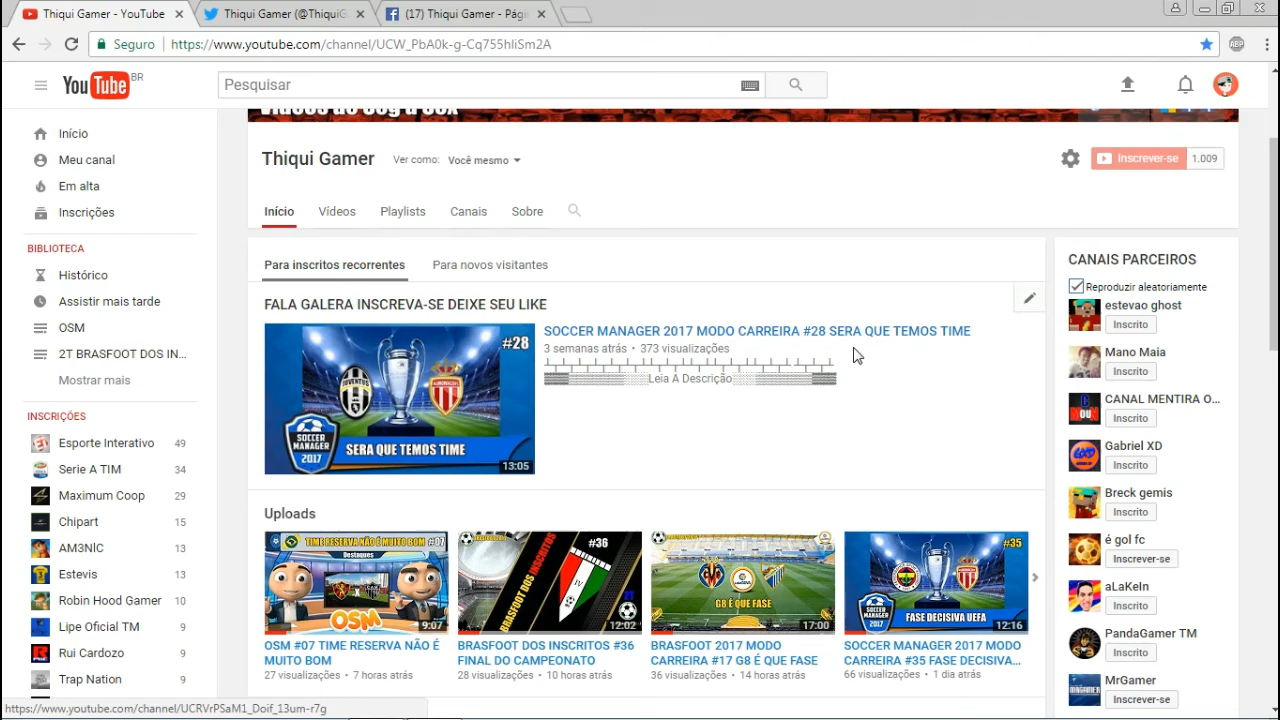 Thiqui Gamer - YouTube
Thiqui Gamer (@ThiquiG
(17) Thiqui Gamer - Pági
Seguro
https://www.youtube.com/channel/UCW_PbA0k-g-Cq755hliSm2A
ABP
YouTube BR
Pesquisar
Início
Meu canal
Em alta
Inscrições
BIBLIOTECA
Histórico
Assistir mais tarde
OSM
2T BRASFOOT DOS IN...
Mostrar mais
INSCRIÇÕES
Esporte Interativo 49
Serie A TIM 34
Maximum Coop 29
Chipart 15
AM3NlC 13
Estevis 13
Robin Hood Gamer 10
Lipe Oficial TM 9
Rui Cardozo 9
Trap Nation 9
https://www.youtube.com/channel/UCRVrPSaM1_Doif_13um-r7g
Thiqui Gamer
Ver como: Você mesmo
Inscrever-se 1.009
Início Vídeos Playlists Canais Sobre
Para inscritos recorrentes
Para novos visitantes
FALA GALERA INSCREVA-SE DEIXE SEU LIKE
#28
SOCCER MANAGER 2017
SERA QUE TEMOS TIME
13:05
SOCCER MANAGER 2017 MODO CARREIRA #28 SERA QUE TEMOS TIME
3 semanas atrás • 373 visualizações
Leia A Descrição
Uploads
TIME RESERVA NÃO É MUITO BOM #07
Destaques
OSM
9:07
OSM #07 TIME RESERVA NÃO É
MUITO BOM
27 visualizações • 7 horas atrás
#36
BRASFOOT DOS INSCRITOS
2T
12:02
BRASFOOT DOS INSCRITOS #36
FINAL DO CAMPEONATO
28 visualizações • 10 horas atrás
G8 É QUE FASE
17:00
BRASFOOT 2017 MODO
CARREIRA #17 G8 É QUE FASE
36 visualizações • 14 horas atrás
#35
SOCCER MANAGER 2017
FASE DECISIVA UEFA
12:16
SOCCER MANAGER 2017 MODO
CARREIRA #35 FASE DECISIVA...
66 visualizações • 1 dia atrás
CANAIS PARCEIROS
Reproduzir aleatoriamente
estevao ghost
Inscrito
Mano Maia
Inscrito
CANAL MENTIRA O...
Inscrito
Gabriel XD
Inscrito
Breck gemis
Inscrito
é gol fc
Inscrever-se
aLaKeln
Inscrito
PandaGamer TM
Inscrito
MrGamer
Inscrever-se